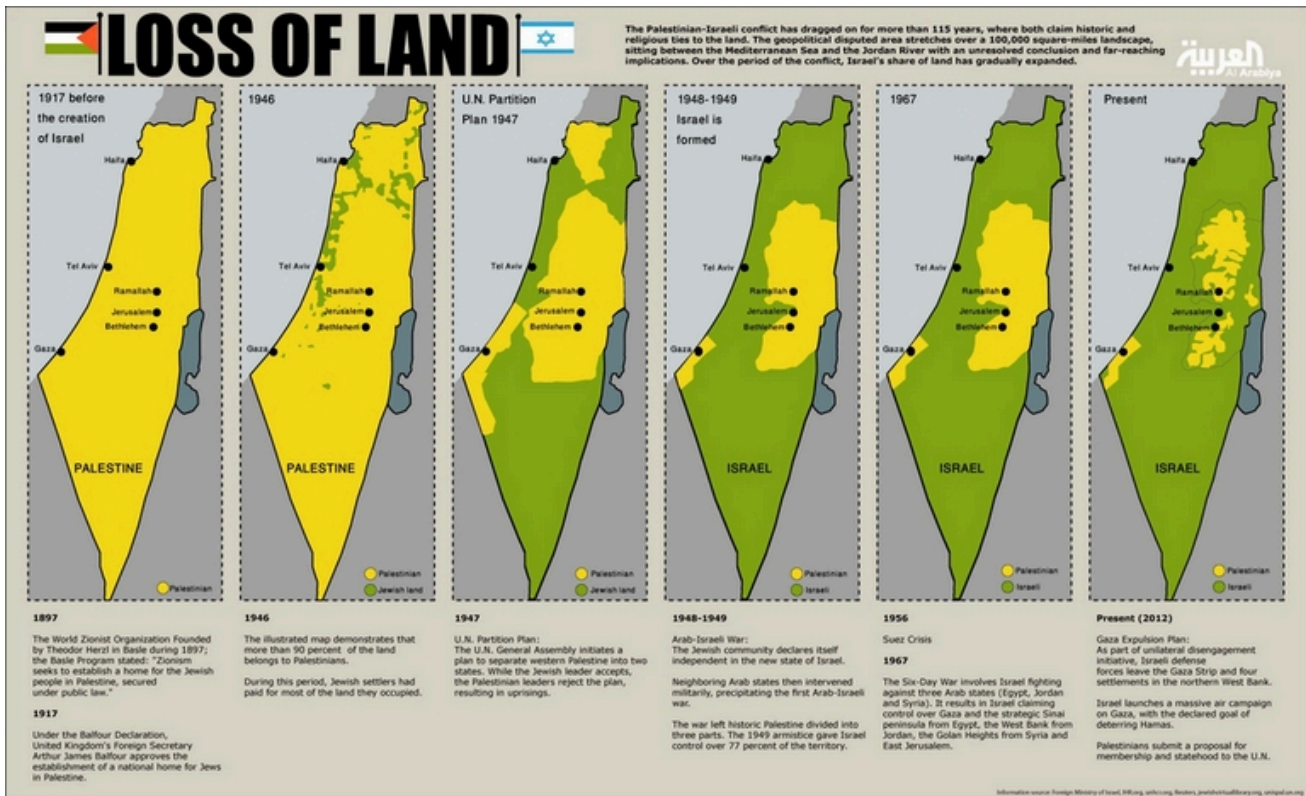 LOSS OF LAND
The Palestinian-Israeli conflict has dragged on for more than 115 years, where both claim historic and
religious ties to the land. The geopolitical disputed area stretches over a 100,000 square-miles landscape,
sitting between the Mediterranean Sea and the Jordan River with an unresolved conclusion and far-reaching
implications. Over the period of the conflict, Israel's share of land has gradually expanded.
العربية
Al Arabiya
1917 before
the creation
of Israel
Haifa
Tel Aviv
Ramallah
Jerusalem
Bethlehem
Gaza
PALESTINE
Palestinian
1946
Haifa
Tel Aviv
Ramallah
Jerusalem
Bethlehem
Gaza
PALESTINE
Palestinian
Jewish land
U.N. Partition
Plan 1947
Haifa
Tel Aviv
Ramallah
Jerusalem
Bethlehem
Gaza
Palestinian
Jewish land
1948-1949
Israel is
formed
Haifa
Tel Aviv
Ramallah
Jerusalem
Bethlehem
Gaza
ISRAEL
Palestinian
Israeli
1967
Haifa
Tel Aviv
Ramallah
Jerusalem
Bethlehem
Gaza
ISRAEL
Palestinian
Israeli
Present
Haifa
Tel Aviv
Ramallah
Jerusalem
Bethlehem
Gaza
ISRAEL
Palestinian
Israeli
1897
The World Zionist Organization Founded
by Theodor Herzl in Basle during 1897;
the Basle Program stated: "Zionism
seeks to establish a home for the Jewish
people in Palestine, secured
under public law."
1917
Under the Balfour Declaration,
United Kingdom's Foreign Secretary
Arthur James Balfour approves the
establishment of a national home for Jews
in Palestine.
1946
The illustrated map demonstrates that
more than 90 percent of the land
belongs to Palestinians.
During this period, Jewish settlers had
paid for most of the land they occupied.
1947
U.N. Partition Plan:
The U.N. General Assembly initiates a
plan to separate western Palestine into two
states. While the Jewish leader accepts,
the Palestinian leaders reject the plan,
resulting in uprisings.
1948-1949
Arab-Israeli War:
The Jewish community declares itself
independent in the new state of Israel.
Neighboring Arab states then intervened
militarily, precipitating the first Arab-Israeli
war.
The war left historic Palestine divided into
three parts. The 1949 armistice gave Israel
control over 77 percent of the territory.
1956
Suez Crisis
1967
The Six-Day War involves Israel fighting
against three Arab states (Egypt, Jordan
and Syria). It results in Israel claiming
control over Gaza and the strategic Sinai
peninsula from Egypt, the West Bank from
Jordan, the Golan Heights from Syria and
East Jerusalem.
Present (2012)
Gaza Expulsion Plan:
As part of unilateral disengagement
initiative, Israeli defense
forces leave the Gaza Strip and four
settlements in the northern West Bank.
Israel launches a massive air campaign
on Gaza, with the declared goal of
deterring Hamas.
Palestinians submit a proposal for
membership and statehood to the U.N.
Information source: Foreign Ministry of Israel, Reuters,